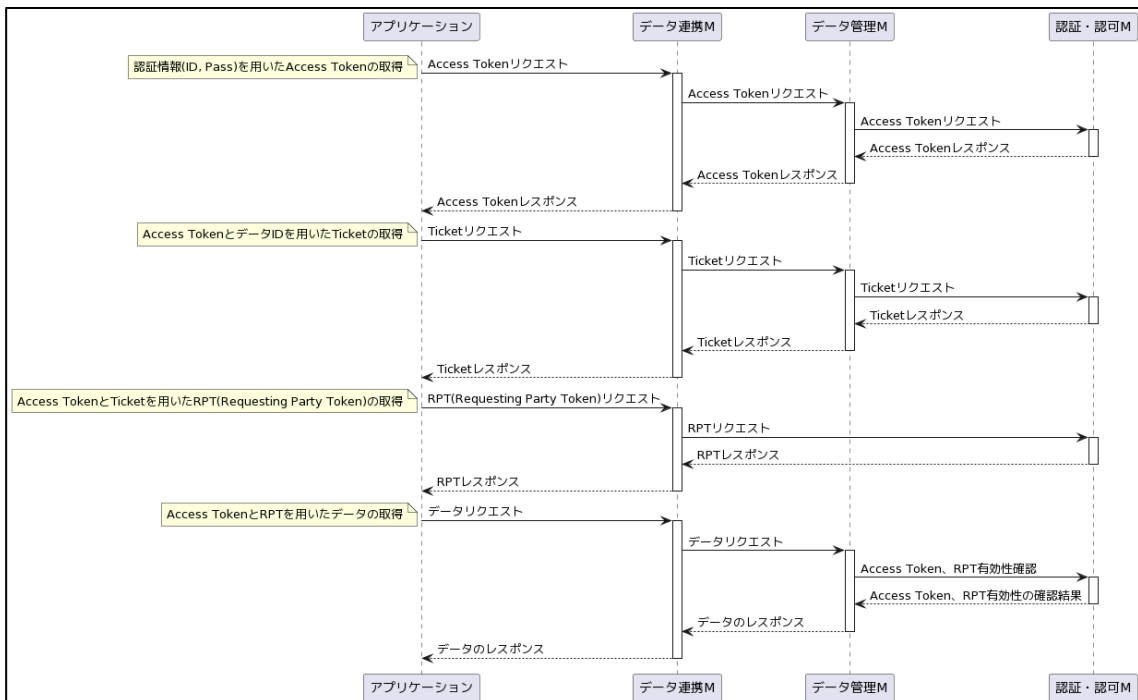 アプリケーション
データ連携M
データ管理M
認証・認可M
認証情報(ID, Pass)を用いたAccess Tokenの取得
Access Tokenリクエスト
Access Tokenリクエスト
Access Tokenリクエスト
Access Tokenレスポンス
Access Tokenレスポンス
Access Tokenレスポンス
Access TokenとデータIDを用いたTicketの取得
Ticketリクエスト
Ticketリクエスト
Ticketリクエスト
Ticketレスポンス
Ticketレスポンス
Ticketレスポンス
Access TokenとTicketを用いたRPT(Requesting Party Token)の取得
RPT(Requesting Party Token)リクエスト
RPTリクエスト
RPTレスポンス
RPTレスポンス
Access TokenとRPTを用いたデータの取得
データリクエスト
データリクエスト
Access Token、RPT有効性確認
Access Token、RPT有効性の確認結果
データのレスポンス
データのレスポンス
アプリケーション
データ連携M
データ管理M
認証・認可M